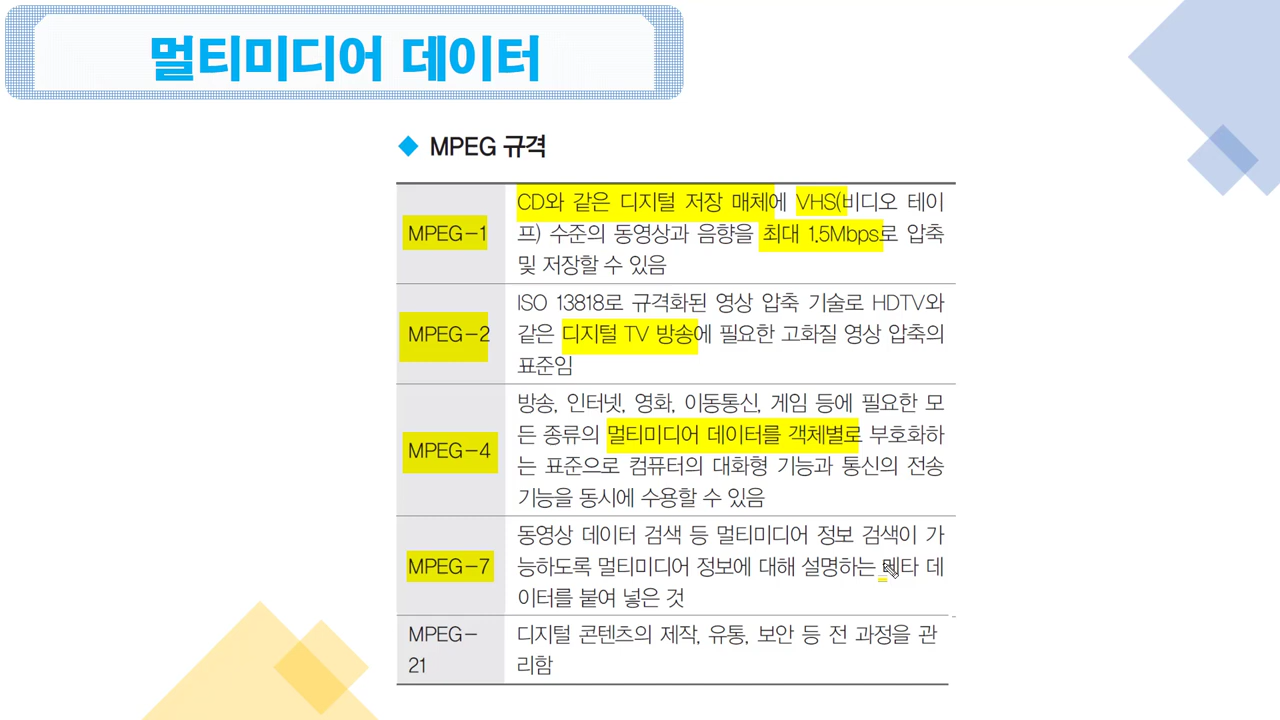 멀티미디어 데이터
MPEG 규격
MPEG-1
CD와 같은 디지털 저장 매체에 VHS(비디오 테이
프) 수준의 동영상과 음향을 최대 1.5Mbps로 압축
및 저장할 수 있음
MPEG-2
ISO 13818로 규격화된 영상 압축 기술로 HDTV와
같은 디지털 TV 방송에 필요한 고화질 영상 압축의
표준임
MPEG-4
방송, 인터넷, 영화, 이동통신, 게임 등에 필요한 모
든 종류의 멀티미디어 데이터를 객체별로 부호화하
는 표준으로 컴퓨터의 대화형 기능과 통신의 전송
기능을 동시에 수용할 수 있음
MPEG-7
동영상 데이터 검색 등 멀티미디어 정보 검색이 가
능하도록 멀티미디어 정보에 대해 설명하는 메타 데
이터를 붙여 넣은 것
MPEG-
21
디지털 콘텐츠의 제작, 유통, 보안 등 전 과정을 관
리함